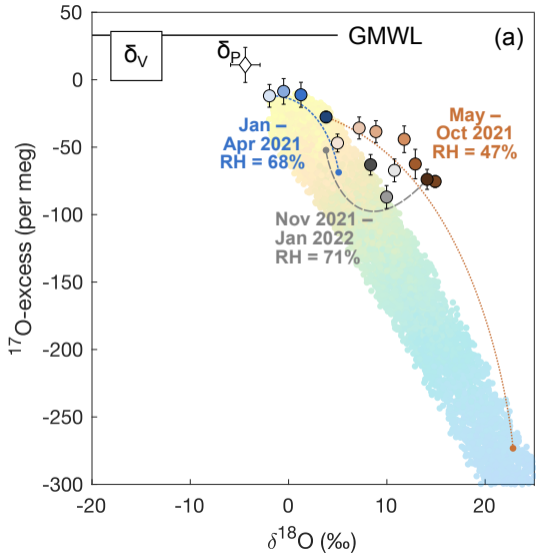 50
0
-50
-100
-150
-200
-250
-300
-20
-10
0
10
20
17O-excess (per meg)
δ18O (‰)
(a)
GMWL
δV
δP
Jan –
Apr 2021
RH = 68%
May –
Oct 2021
RH = 47%
Nov 2021 –
Jan 2022
RH = 71%